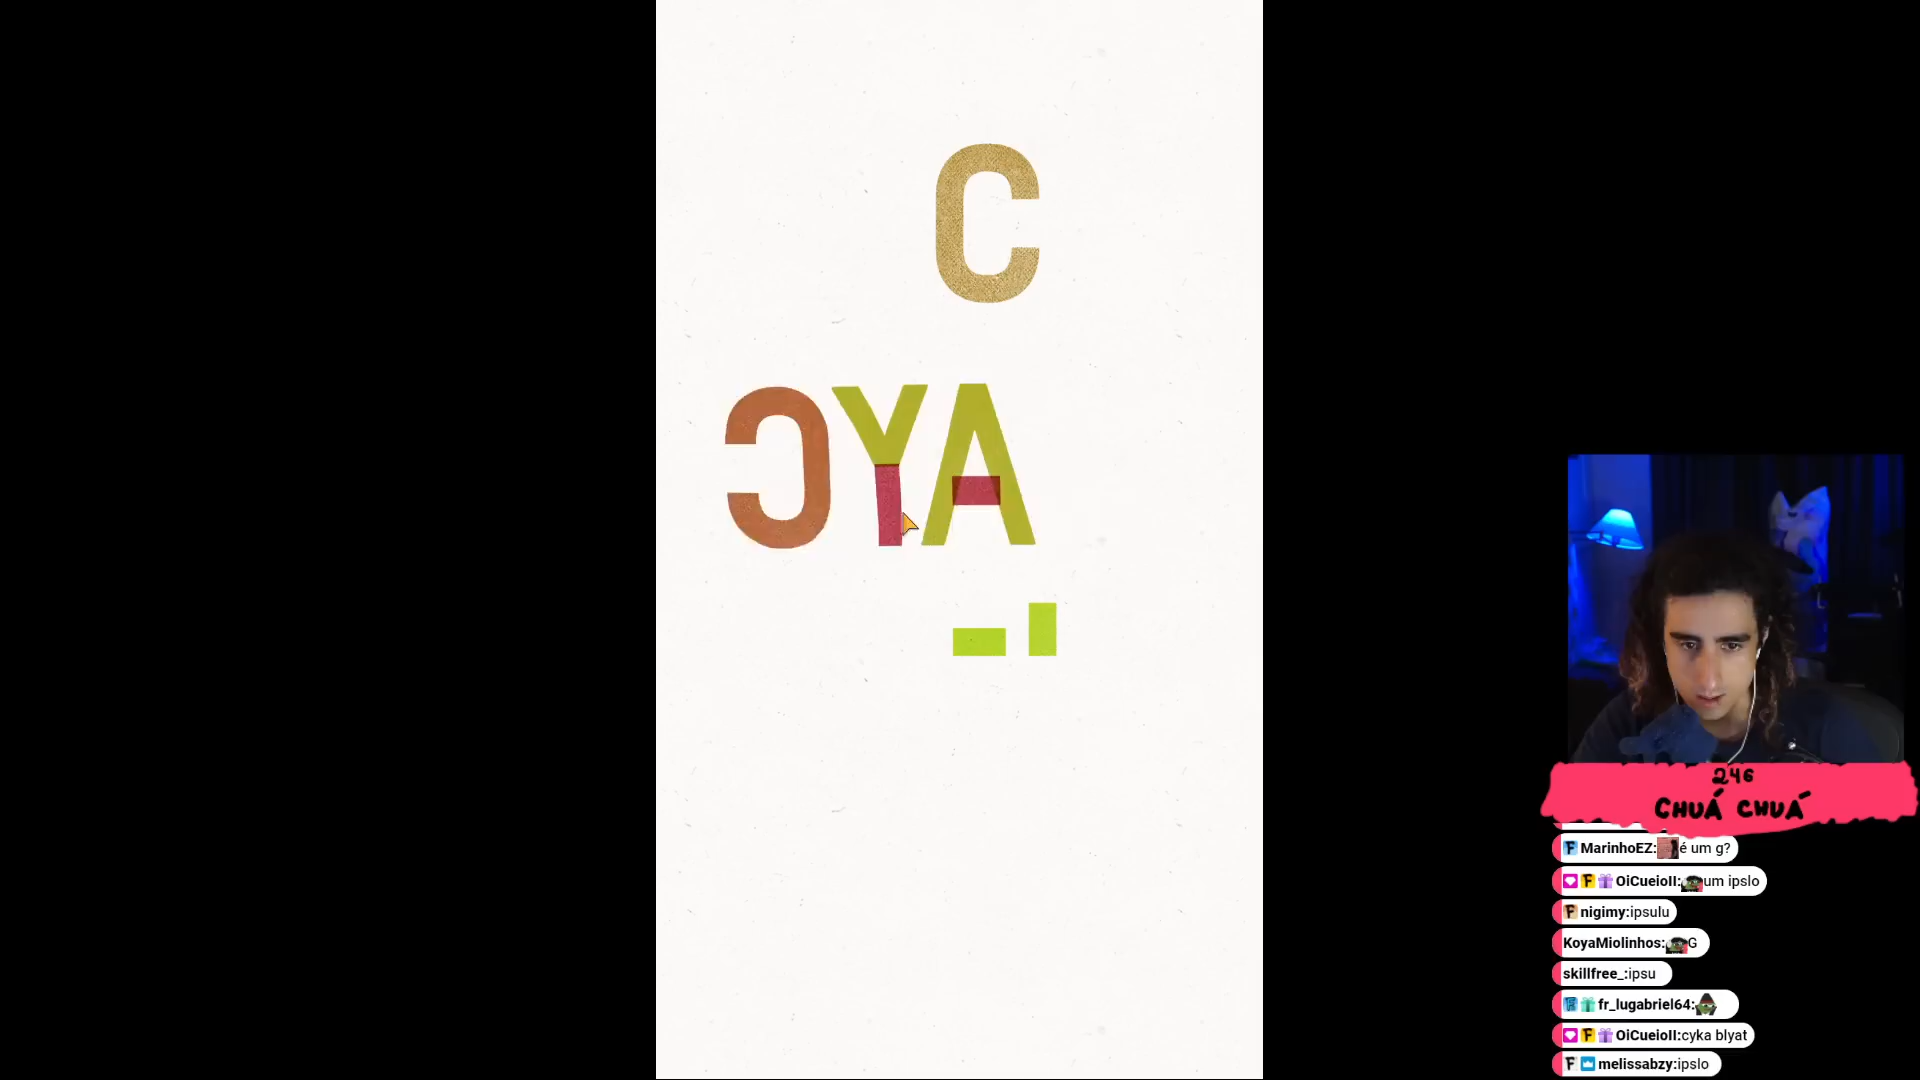 C
ƆYA
246
CHUÁ CHUÁ
MarinhoEZ: é um g?
OiCueioII: um ipslo
nigimy: ipsulu
KoyaMiolinhos: G
skillfree_: ipsu
fr_lugabriel64:
OiCueioII: cyka blyat
melissabzy: ipslo